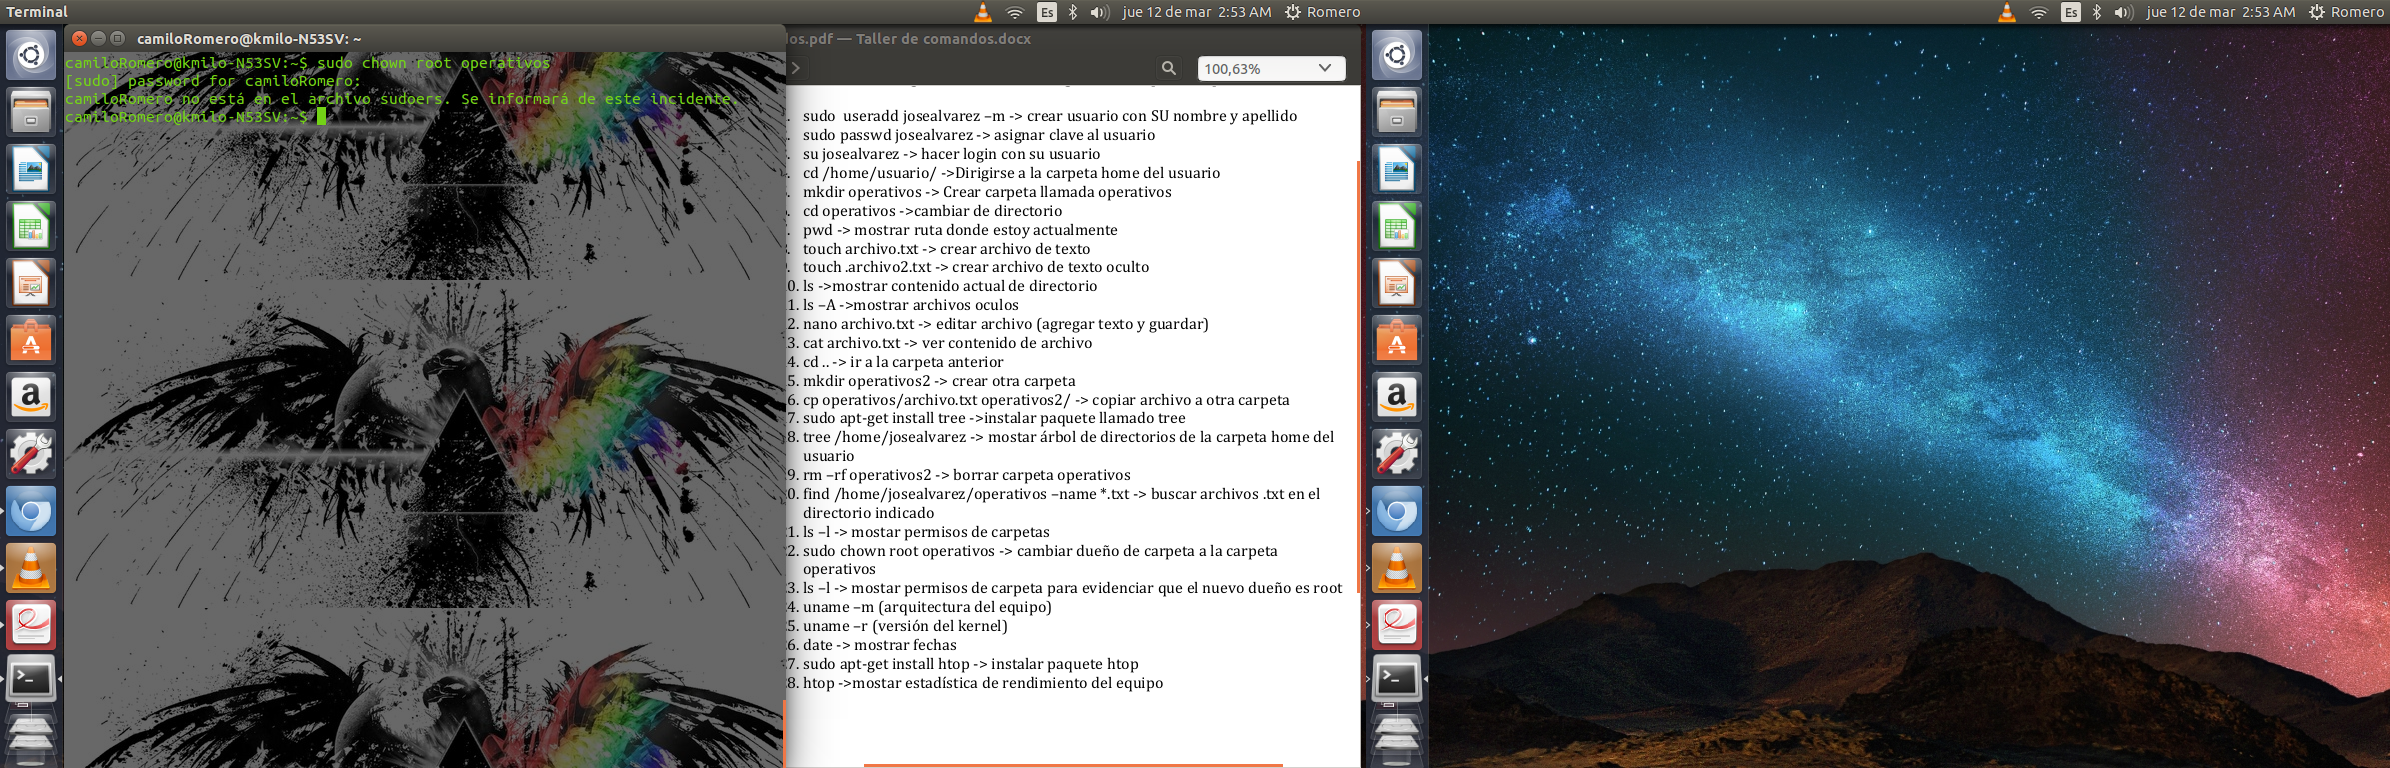 Terminal
Es
jue 12 de mar 2:53 AM
Romero
Es
jue 12 de mar 2:53 AM
Romero
camiloRomero@kmilo-N53SV: ~
camiloRomero@kmilo-N53SV:~$ sudo chown root operativos
[sudo] password for camiloRomero:
camiloRomero no está en el archivo sudoers. Se informará de este incidente.
camiloRomero@kmilo-N53SV:~$
dos.pdf — Taller de comandos.docx
100,63%
. sudo useradd josealvarez –m -> crear usuario con SU nombre y apellido
. sudo passwd josealvarez -> asignar clave al usuario
. su josealvarez -> hacer login con su usuario
. cd /home/usuario/ ->Dirigirse a la carpeta home del usuario
mkdir operativos -> Crear carpeta llamada operativos
. cd operativos ->cambiar de directorio
. pwd -> mostrar ruta donde estoy actualmente
. touch archivo.txt -> crear archivo de texto
. touch .archivo2.txt -> crear archivo de texto oculto
0. ls ->mostrar contenido actual de directorio
1. ls –A ->mostrar archivos oculos
2. nano archivo.txt -> editar archivo (agregar texto y guardar)
3. cat archivo.txt -> ver contenido de archivo
4. cd .. -> ir a la carpeta anterior
5. mkdir operativos2 -> crear otra carpeta
6. cp operativos/archivo.txt operativos2/ -> copiar archivo a otra carpeta
7. sudo apt-get install tree ->instalar paquete llamado tree
8. tree /home/josealvarez -> mostar árbol de directorios de la carpeta home del
usuario
9. rm –rf operativos2 -> borrar carpeta operativos
0. find /home/josealvarez/operativos –name *.txt -> buscar archivos .txt en el
directorio indicado
1. ls –l -> mostar permisos de carpetas
2. sudo chown root operativos -> cambiar dueño de carpeta a la carpeta
operativos
3. ls –l -> mostar permisos de carpeta para evidenciar que el nuevo dueño es root
4. uname –m (arquitectura del equipo)
5. uname –r (versión del kernel)
6. date -> mostrar fechas
7. sudo apt-get install htop -> instalar paquete htop
8. htop ->mostar estadística de rendimiento del equipo